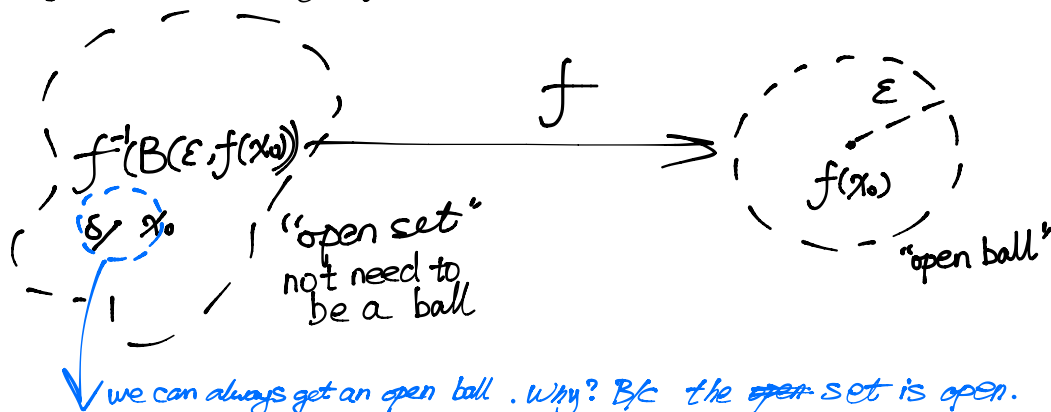 f
ε
f⁻¹(B(ε,f(x₀)))
f(x₀)
δ x₀
"open set"
"open ball"
not need to
be a ball
we can always get an open ball. Why? B/c the open set is open.